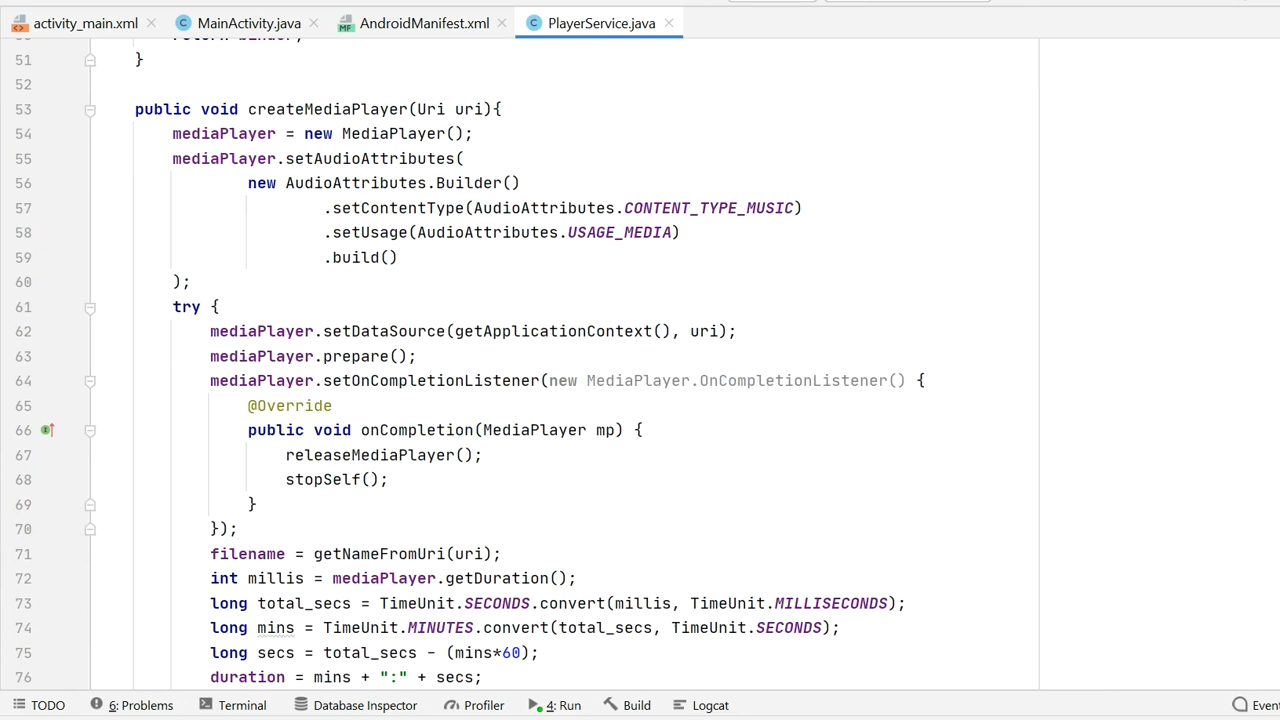 activity_main.xml MainActivity.java AndroidManifest.xml PlayerService.java
51 }
52
53 public void createMediaPlayer(Uri uri){
54 mediaPlayer = new MediaPlayer();
55 mediaPlayer.setAudioAttributes(
56 new AudioAttributes.Builder()
57 .setContentType(AudioAttributes.CONTENT_TYPE_MUSIC)
58 .setUsage(AudioAttributes.USAGE_MEDIA)
59 .build()
60 );
61 try {
62 mediaPlayer.setDataSource(getApplicationContext(), uri);
63 mediaPlayer.prepare();
64 mediaPlayer.setOnCompletionListener(new MediaPlayer.OnCompletionListener() {
65 @Override
66 public void onCompletion(MediaPlayer mp) {
67 releaseMediaPlayer();
68 stopSelf();
69 }
70 });
71 filename = getNameFromUri(uri);
72 int millis = mediaPlayer.getDuration();
73 long total_secs = TimeUnit.SECONDS.convert(millis, TimeUnit.MILLISECONDS);
74 long mins = TimeUnit.MINUTES.convert(total_secs, TimeUnit.SECONDS);
75 long secs = total_secs - (mins*60);
76 duration = mins + ":" + secs;
TODO 6: Problems Terminal Database Inspector Profiler 4: Run Build Logcat